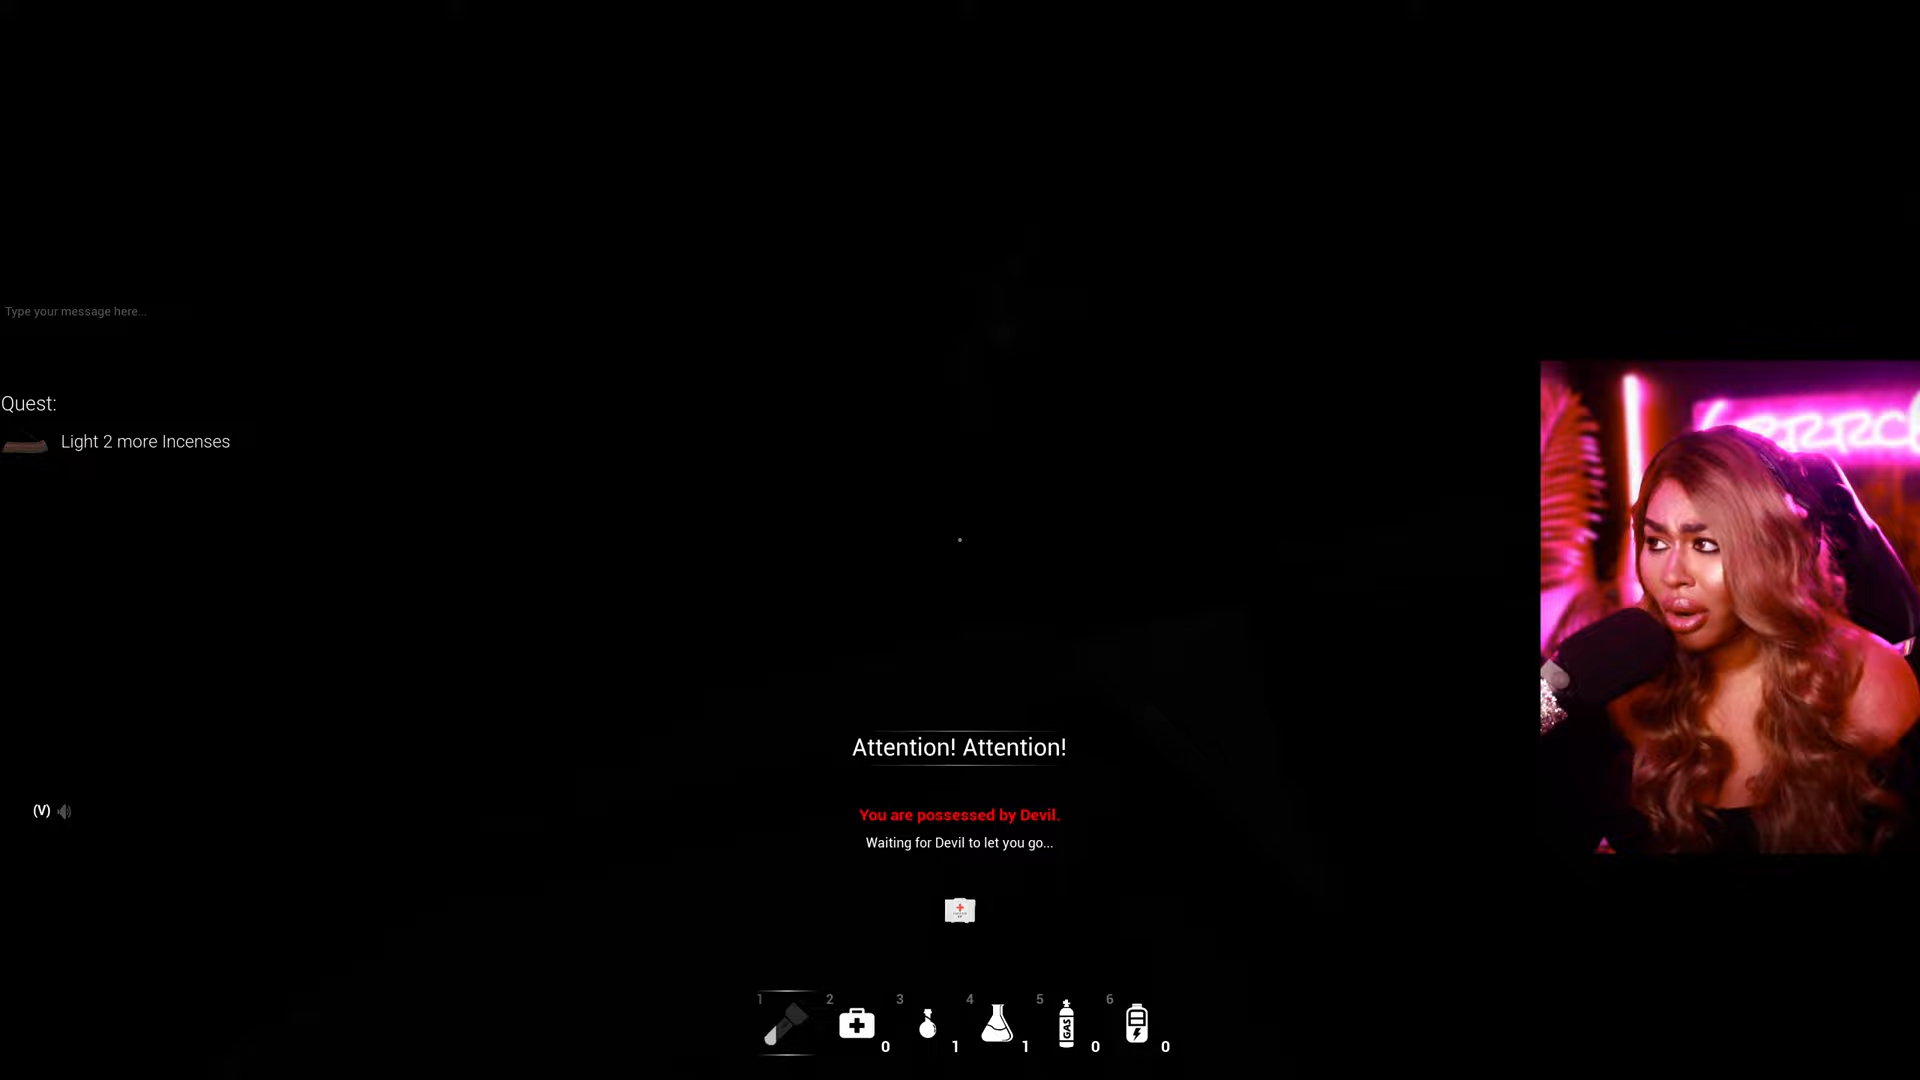 Type your message here...
Quest:
Light 2 more Incenses
Attention! Attention!
(V)
You are possessed by Devil.
Waiting for Devil to let you go...
1 2 3 4 5 6
GAS
0 1 1 0 0